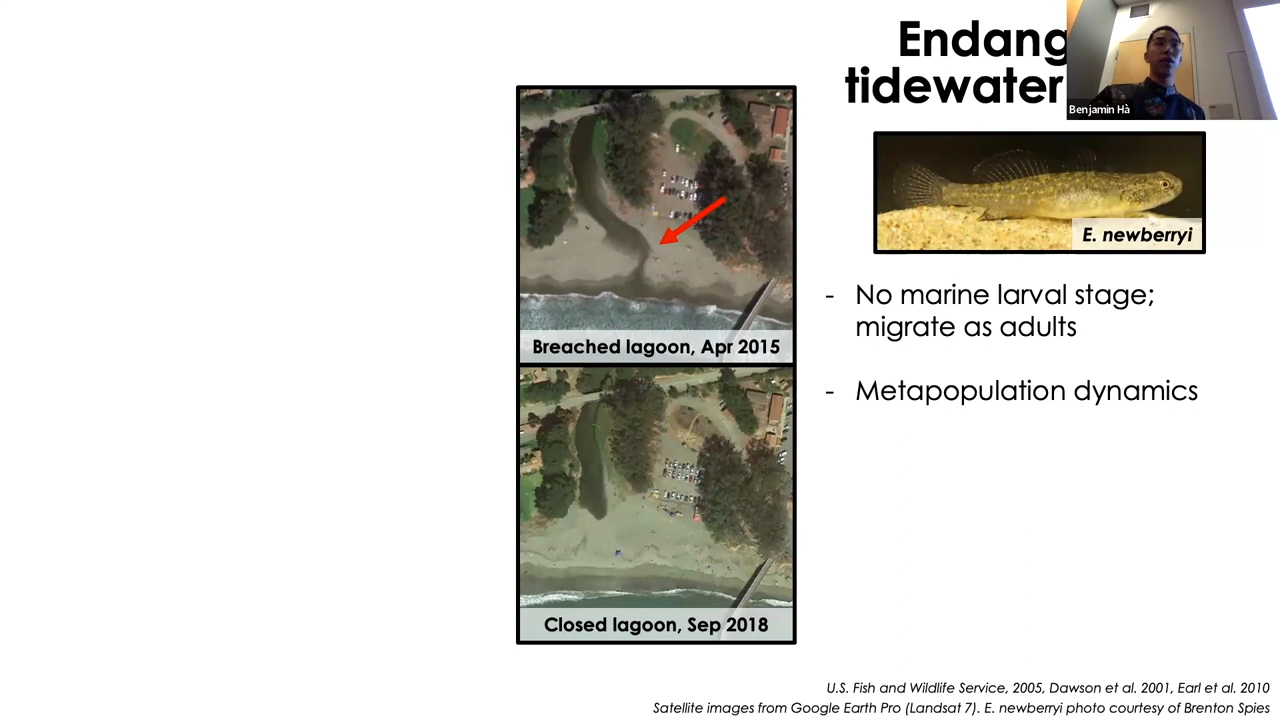 Endang
tidewater
Benjamin Hà
E. newberryi
- No marine larval stage;
migrate as adults
- Metapopulation dynamics
Breached lagoon, Apr 2015
Closed lagoon, Sep 2018
U.S. Fish and Wildlife Service, 2005, Dawson et al. 2001, Earl et al. 2010
Satellite images from Google Earth Pro (Landsat 7). E. newberryi photo courtesy of Brenton Spies